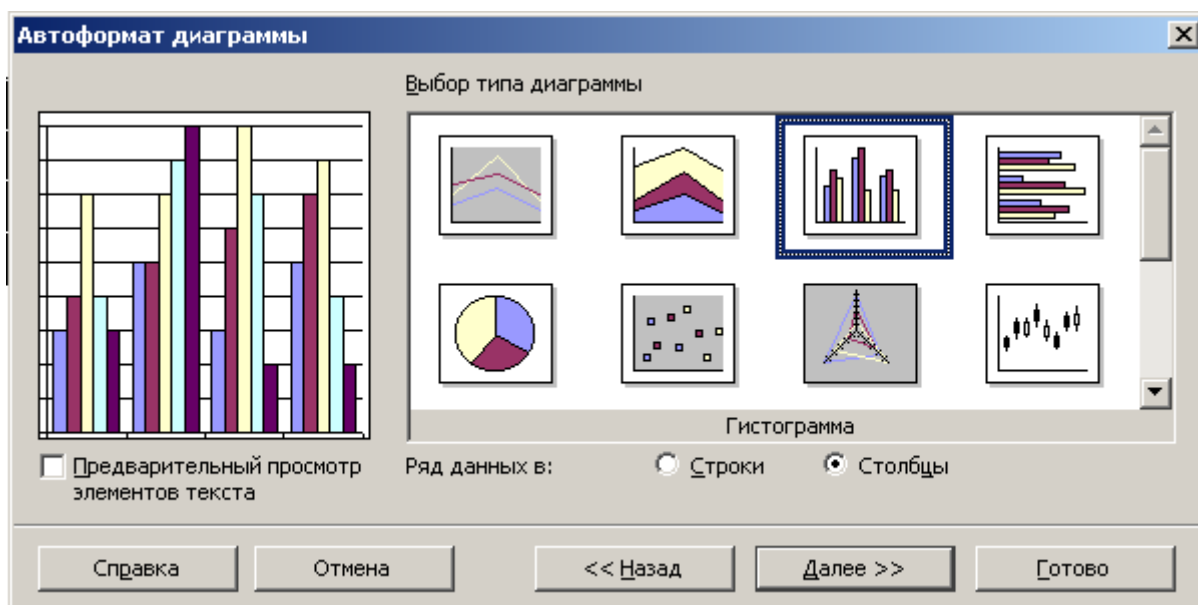 Автоформат диаграммы
Выбор типа диаграммы
Гистограмма
Предварительный просмотр
элементов текста
Ряд данных в:
Строки
Столбцы
Справка
Отмена
<< Назад
Далее >>
Готово